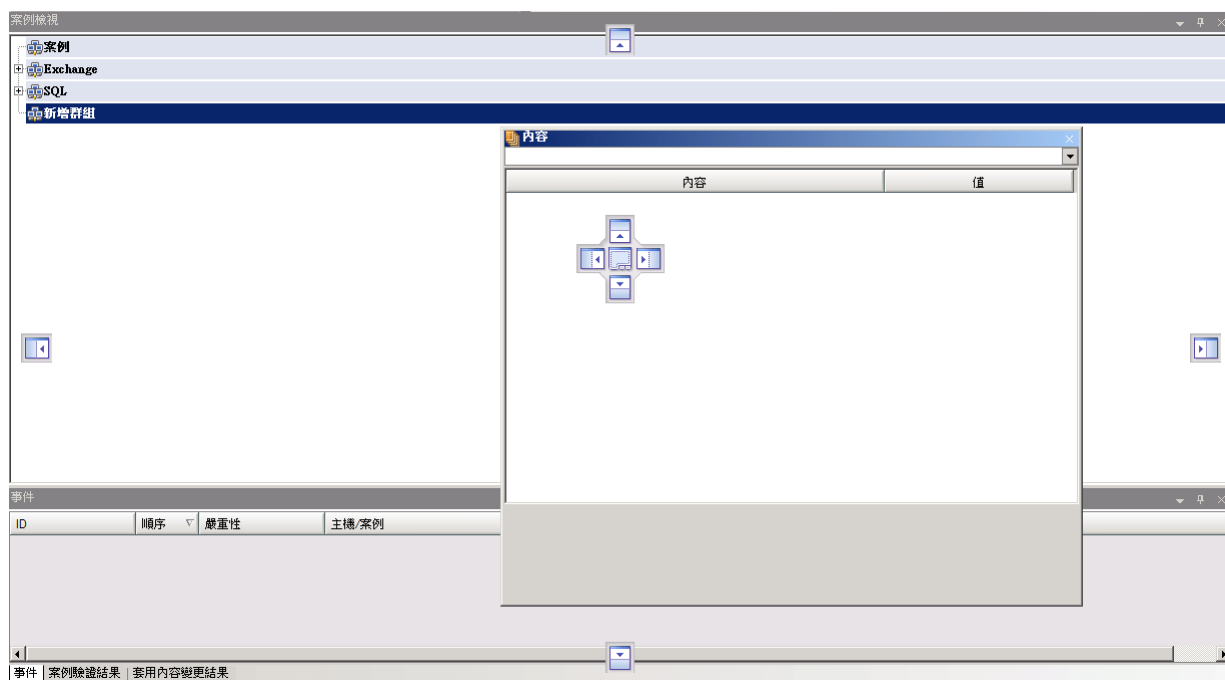 案例檢視
案例
Exchange
SQL
新增群組
內容
內容 值
事件
ID 順序 嚴重性 主機/案例
事件 案例驗證結果 套用內容變更結果